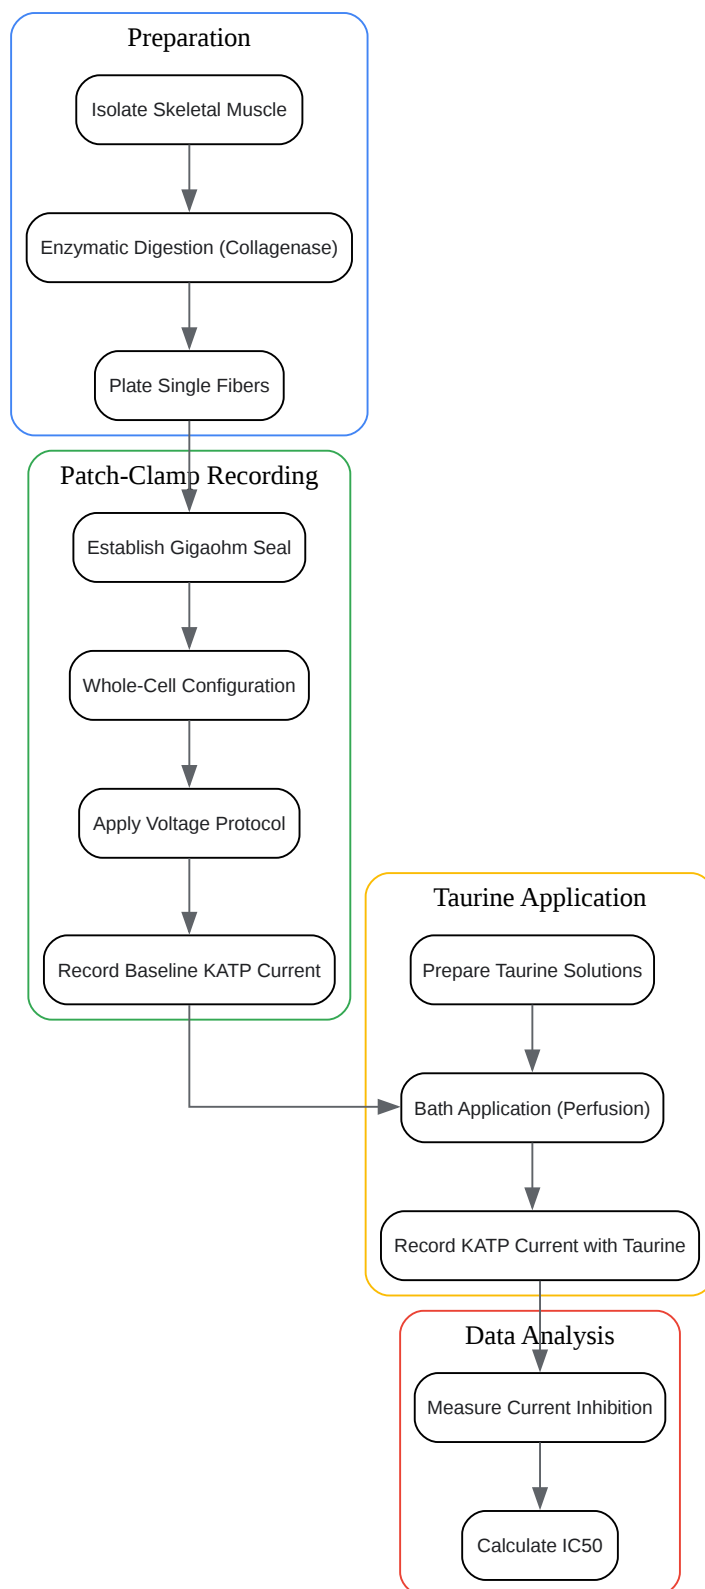 Preparation
Isolate Skeletal Muscle
Enzymatic Digestion (Collagenase)
Plate Single Fibers
Patch-Clamp Recording
Establish Gigaohm Seal
Whole-Cell Configuration
Apply Voltage Protocol
Record Baseline KATP Current
Taurine Application
Prepare Taurine Solutions
Bath Application (Perfusion)
Record KATP Current with Taurine
Data Analysis
Measure Current Inhibition
Calculate IC50